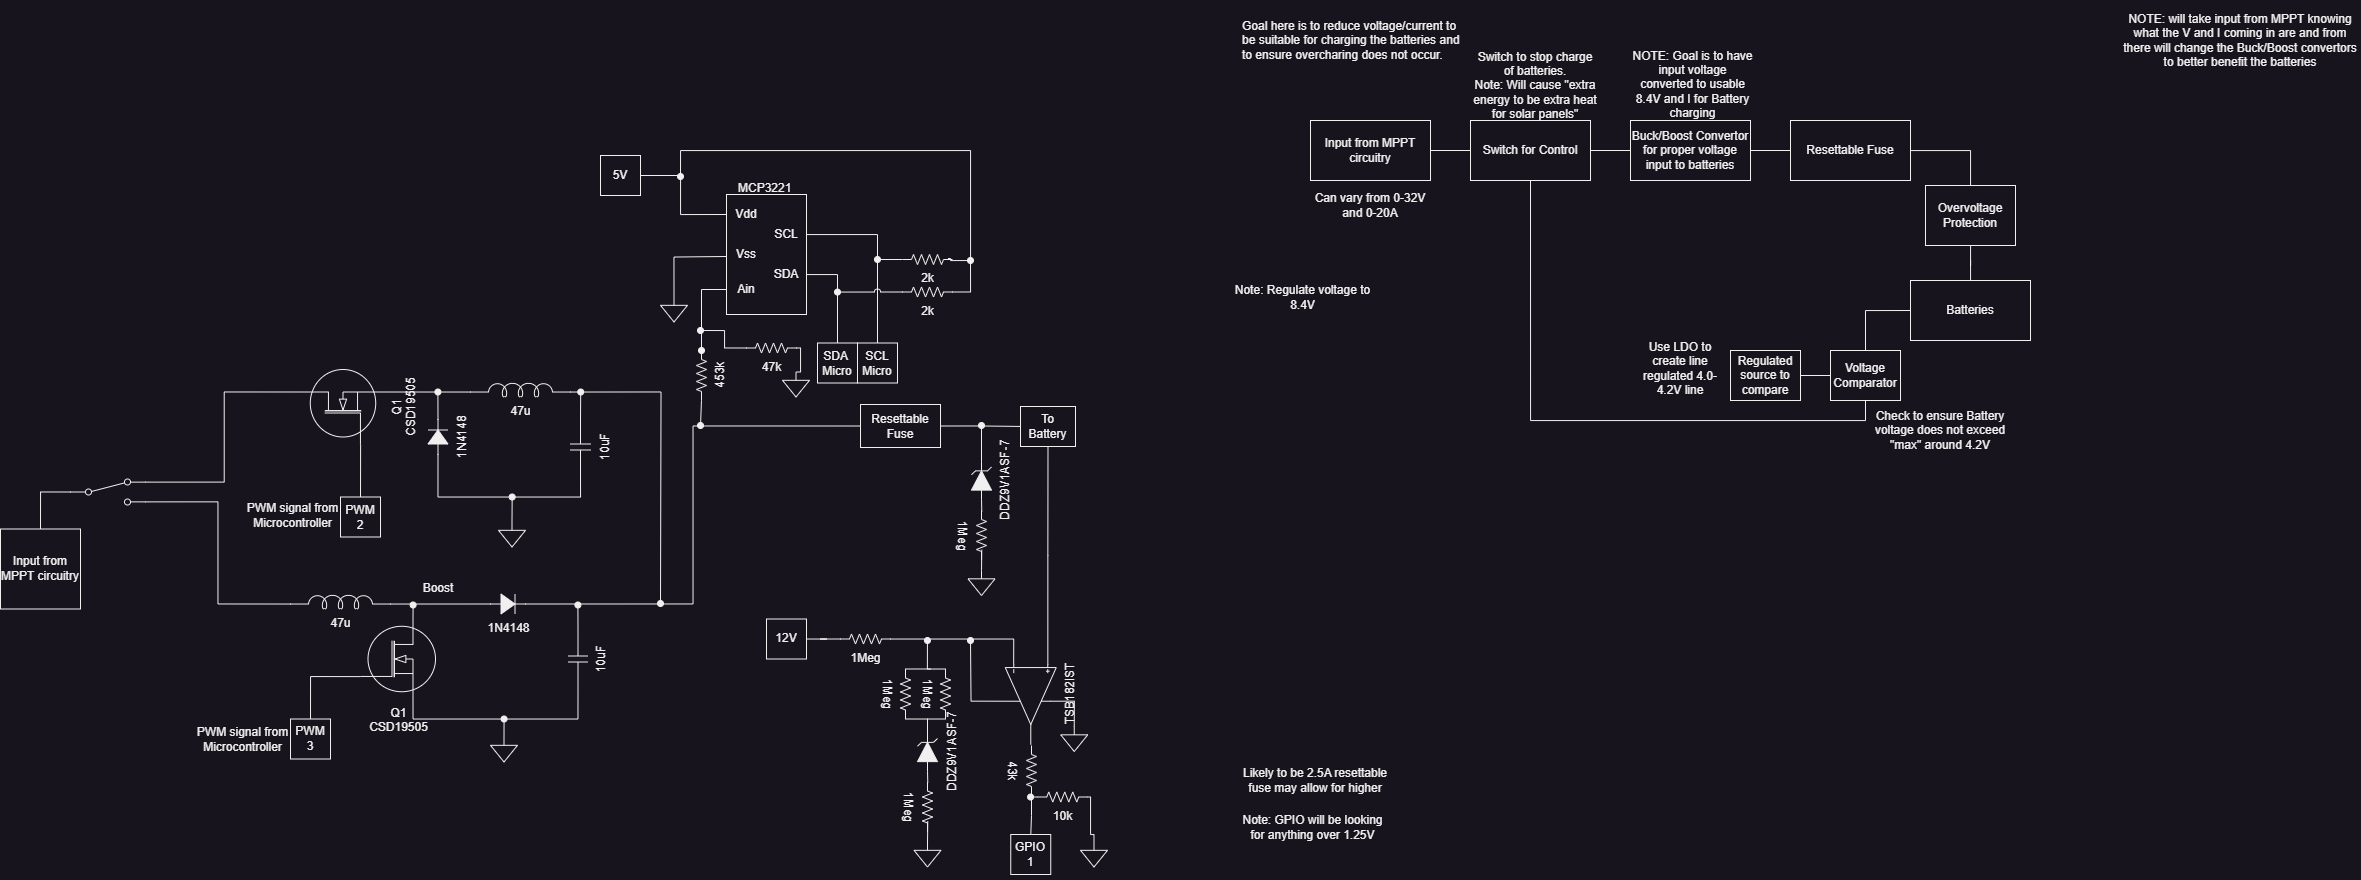 Goal here is to reduce voltage/current to
be suitable for charging the batteries and
to ensure overcharing does not occur.
Switch to stop charge
of batteries.
Note: Will cause "extra
energy to be extra heat
for solar panels"
NOTE: Goal is to have
input voltage
converted to usable
8.4V and I for Battery
charging
NOTE: will take input from MPPT knowing
what the V and I coming in are and from
there will change the Buck/Boost convertors
to better benefit the batteries
Input from MPPT
circuitry
Switch for Control
Buck/Boost Convertor
for proper voltage
input to batteries
Resettable Fuse
Can vary from 0-32V
and 0-20A
Overvoltage
Protection
Note: Regulate voltage to
8.4V
Batteries
Use LDO to
create line
regulated 4.0-
4.2V line
Regulated
source to
compare
Voltage
Comparator
Check to ensure Battery
voltage does not exceed
"max" around 4.2V
5V
MCP3221
Vdd
SCL
Vss
SDA
Ain
2k
2k
SDA
Micro
SCL
Micro
47k
453k
Q1
CSD19505
1N4148
47u
10uF
Resettable
Fuse
To
Battery
DDZ9V1ASF-7
1Meg
PWM signal from
Microcontroller
PWM
2
Input from
MPPT circuitry
Boost
47u
1N4148
10uF
Q1
CSD19505
PWM signal from
Microcontroller
PWM
3
12V
1Meg
1Meg
1Meg
DDZ9V1ASF-7
1Meg
-
+
TSB182IST
43k
10k
GPIO
1
Likely to be 2.5A resettable
fuse may allow for higher
Note: GPIO will be looking
for anything over 1.25V